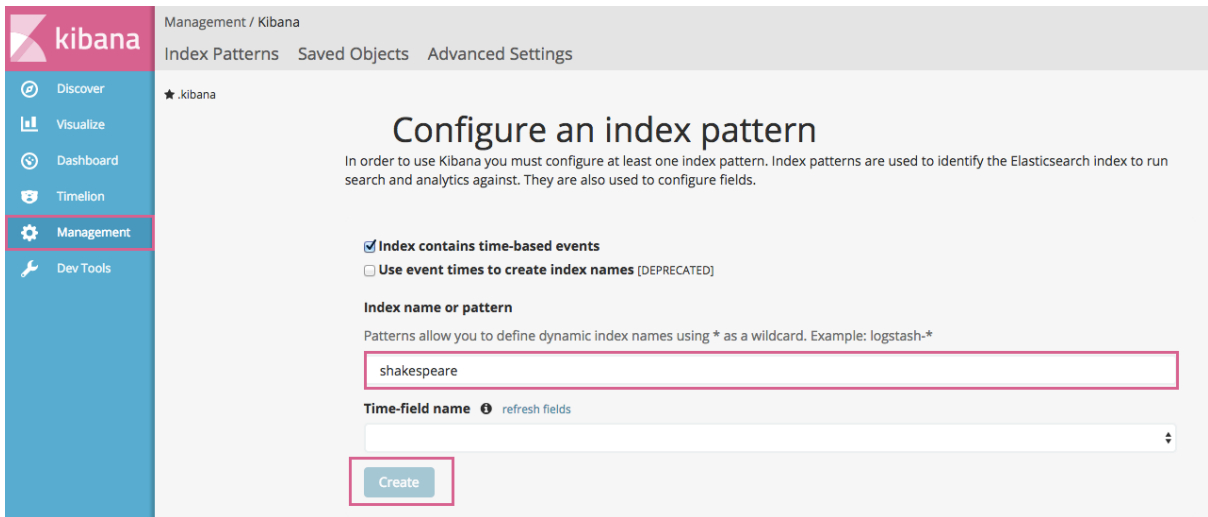 kibana
Management / Kibana
Index Patterns Saved Objects Advanced Settings
Discover
Visualize
Dashboard
Timelion
Management
Dev Tools
.kibana
Configure an index pattern
In order to use Kibana you must configure at least one index pattern. Index patterns are used to identify the Elasticsearch index to run
search and analytics against. They are also used to configure fields.
Index contains time-based events
Use event times to create index names [DEPRECATED]
Index name or pattern
Patterns allow you to define dynamic index names using * as a wildcard. Example: logstash-*
shakespeare
Time-field name refresh fields
Create